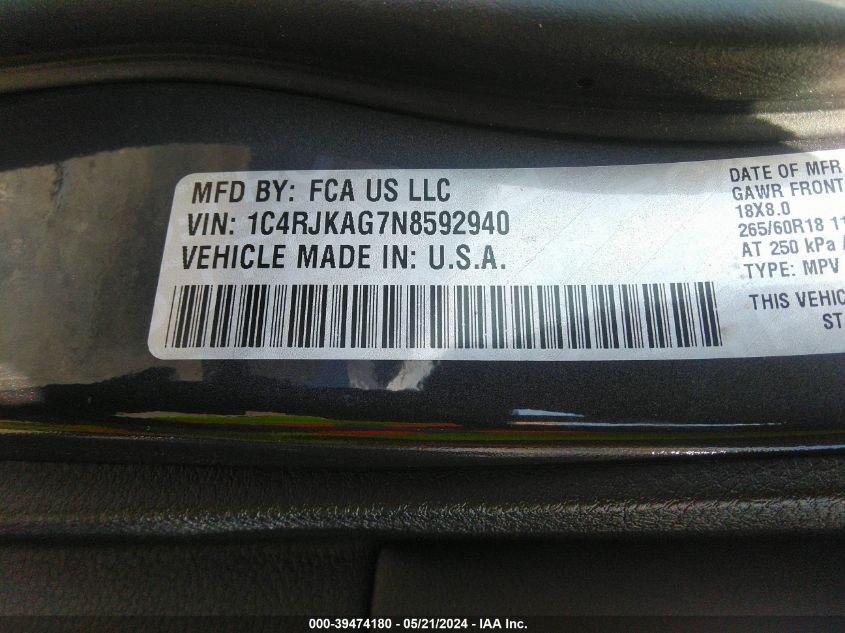 MFD BY: FCA US LLC
VIN: 1C4RJKAG7N8592940
VEHICLE MADE IN: U.S.A.
DATE OF MFR
GAWR FRONT
18X8.0
265/60R18 11
AT 250 kPa /
TYPE: MPV
THIS VEHIC
ST
000-39474180 - 05/21/2024 - IAA Inc.